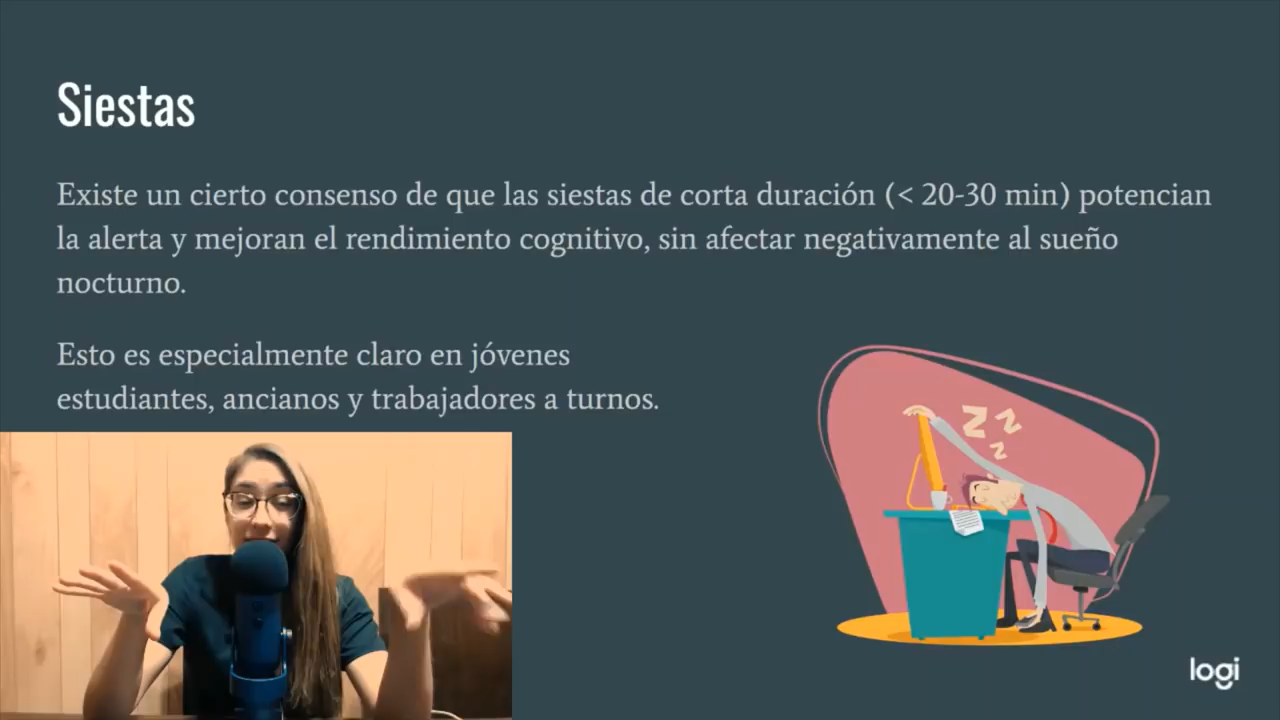 Siestas
Existe un cierto consenso de que las siestas de corta duración (< 20-30 min) potencian
la alerta y mejoran el rendimiento cognitivo, sin afectar negativamente al sueño
nocturno.
Esto es especialmente claro en jóvenes
estudiantes, ancianos y trabajadores a turnos.
Z Z
Z
logi